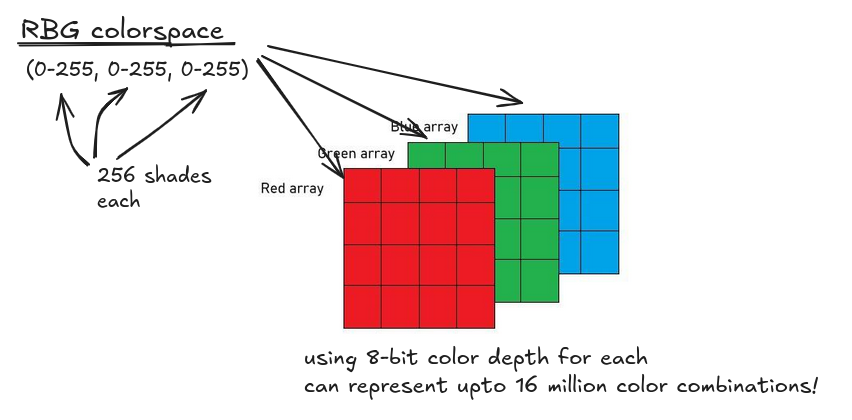 RBG colorspace
(0-255, 0-255, 0-255)
Blue array
Green array
256 shades
each
Red array
using 8-bit color depth for each
can represent upto 16 million color combinations!